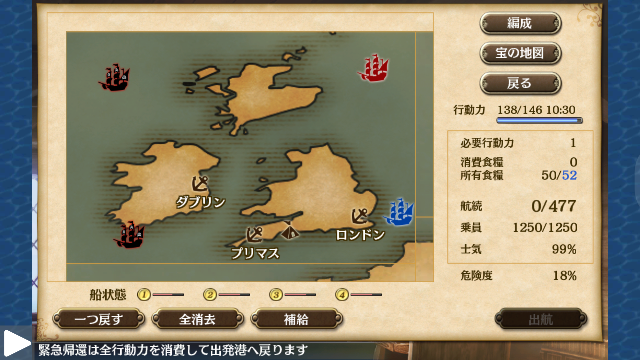 編成
宝の地図
戻る
行動力 138/146 10:30
必要行動力 1
消費食糧 0
所有食糧 50/52
航続 0/477
乗員 1250/1250
士気 99%
危険度 18%
ダブリン
ロンドン
プリマス
船状態 1 2 3 4
一つ戻す 全消去 補給 出航
緊急帰還は全行動力を消費して出発港へ戻ります